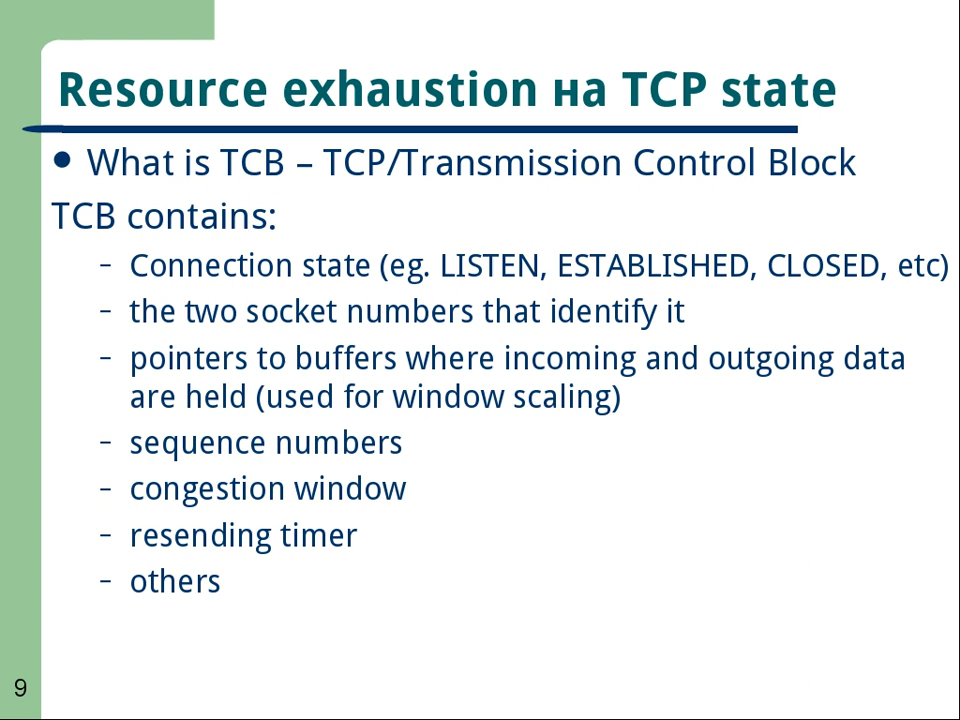 Resource exhaustion на TCP state
● What is TCB – TCP/Transmission Control Block
TCB contains:
– Connection state (eg. LISTEN, ESTABLISHED, CLOSED, etc)
– the two socket numbers that identify it
– pointers to buffers where incoming and outgoing data
are held (used for window scaling)
– sequence numbers
– congestion window
– resending timer
– others
9